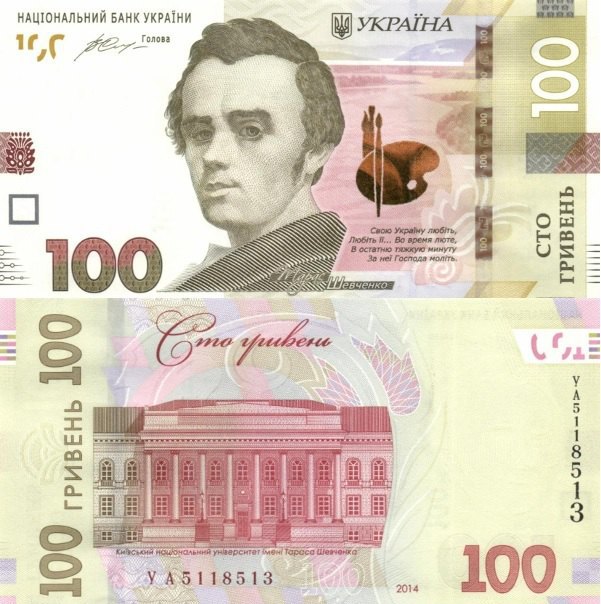 НАЦІОНАЛЬНИЙ БАНК УКРАЇНИ
Голова
УКРАЇНА
100
Свою Україну любіть,
Любіть її... Во время люте,
В остатню тяжкую минуту
За неї Господа моліть.
Тарас
Шевченко
100
СТО
ГРИВЕНЬ
Сто гривень
100
100 ГРИВЕНЬ
УА5118513
Київський національний університет імені Тараса Шевченка
УА5118513
100
2014
100